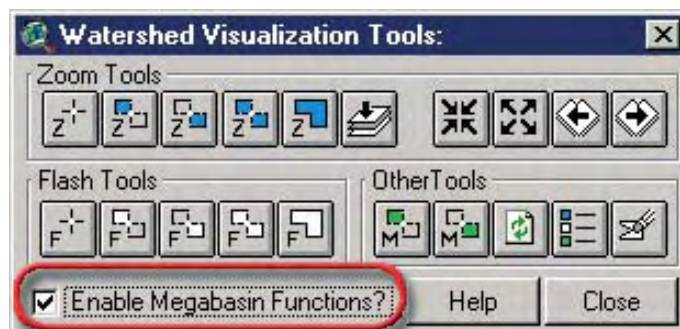 Watershed Visualization Tools:
Zoom Tools
Z Z Z Z Z
Flash Tools
OtherTools
F F F F F
M M
Enable Megabasin Functions?
Help
Close